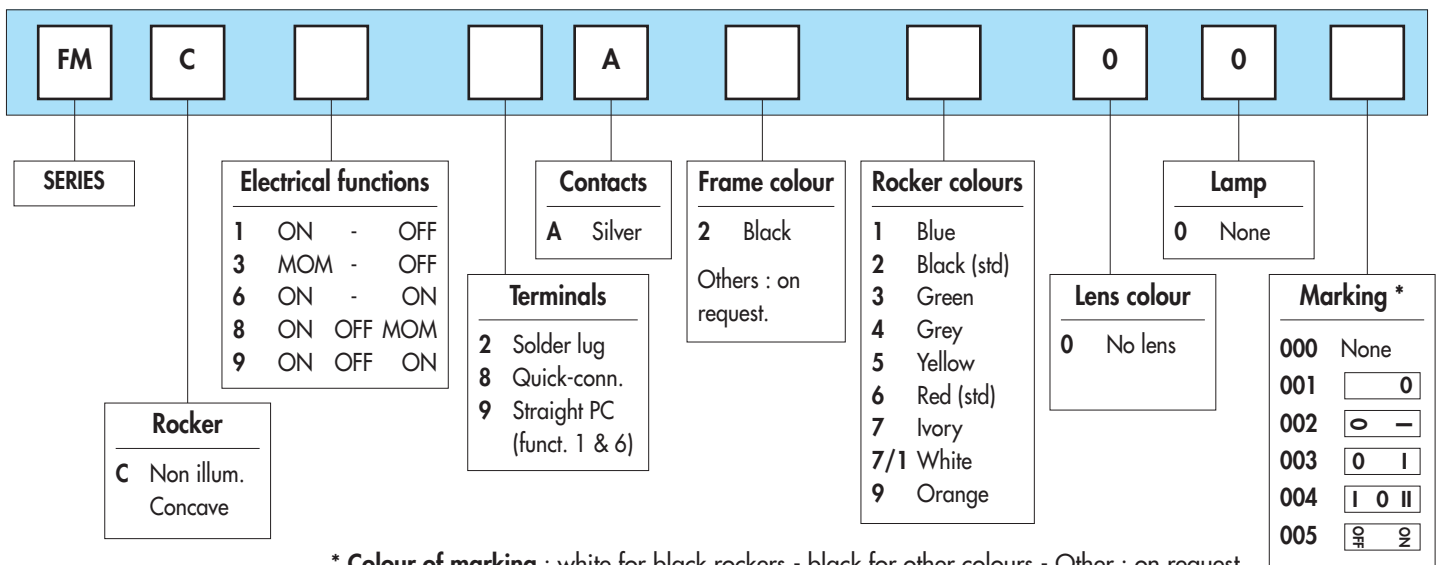 FM C A 0 0
SERIES
Electrical functions
1 ON - OFF
3 MOM - OFF
6 ON - ON
8 ON OFF MOM
9 ON OFF ON
Contacts
A Silver
Frame colour
2 Black
Others : on
request.
Rocker colours
1 Blue
2 Black (std)
3 Green
4 Grey
5 Yellow
6 Red (std)
7 Ivory
7/1 White
9 Orange
Lamp
0 None
Rocker
C Non illum.
Concave
Terminals
2 Solder lug
8 Quick-conn.
9 Straight PC
(funct. 1 & 6)
Lens colour
0 No lens
Marking *
000 None
001 0
002 O —
003 0 I
004 I 0 II
005 OFF ON
* Colour of marking : white for black rockers - black for other colours - Other : on request